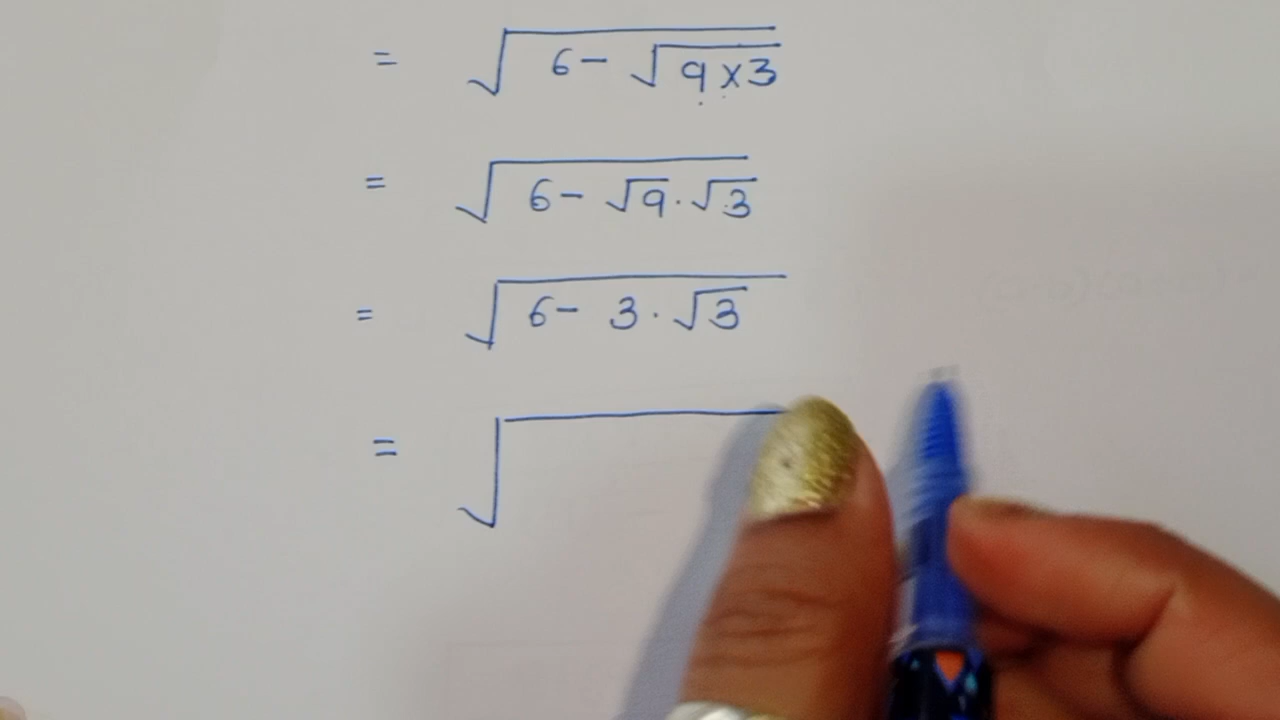 = √(6 - √(9×3))
= √(6 - √9 · √3)
= √(6 - 3 · √3)
= √